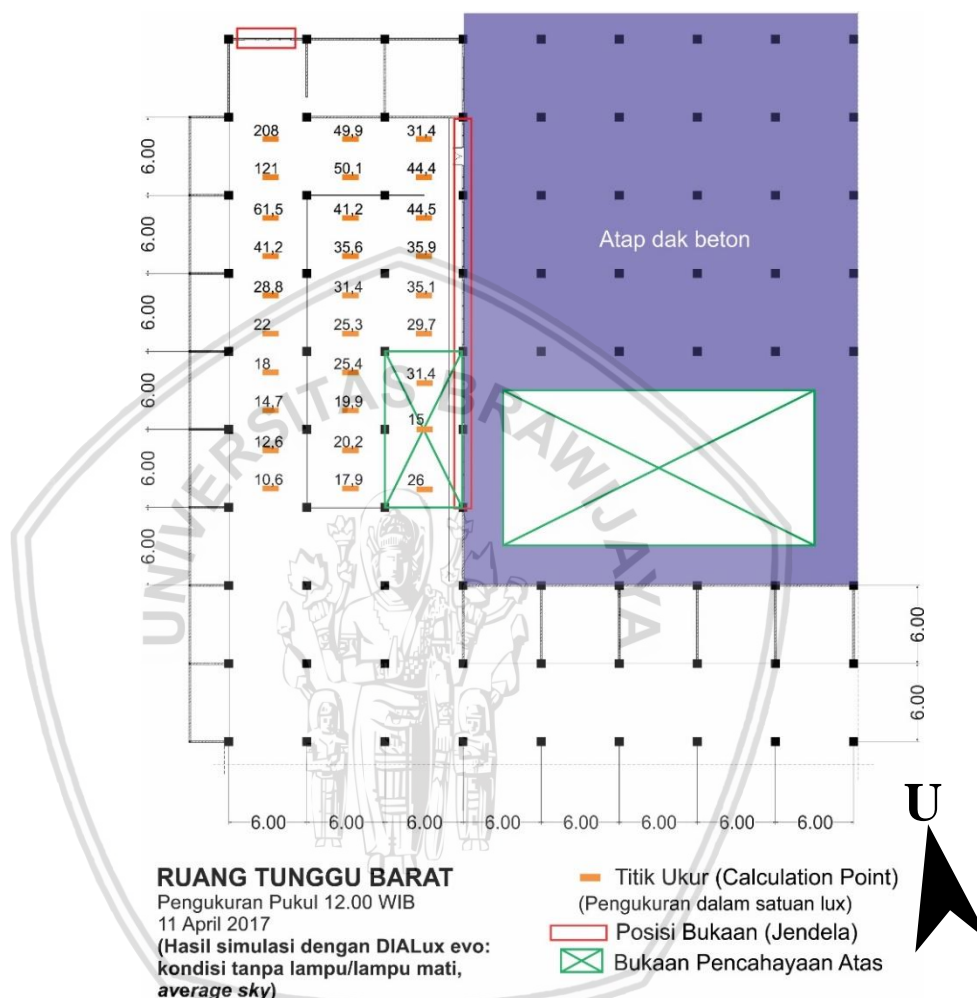 208 49,9 31,4
121 50,1 44,4
61,5 41,2 44,5
41,2 35,6 35,9
28,8 31,4 35,1
22 25,3 29,7
18 25,4 31,4
14,7 19,9 15
12,6 20,2
10,6 17,9 26
6.00
6.00
6.00
6.00
6.00
6.00
Atap dak beton
UNIVERSITAS BRAWIJAYA
6.00
6.00
6.00 6.00 6.00 6.00 6.00 6.00 6.00 6.00
U
RUANG TUNGGU BARAT
Pengukuran Pukul 12.00 WIB
11 April 2017
(Hasil simulasi dengan DIALux evo:
kondisi tanpa lampu/lampu mati,
average sky)
Titik Ukur (Calculation Point)
(Pengukuran dalam satuan lux)
Posisi Bukaan (Jendela)
Bukaan Pencahayaan Atas